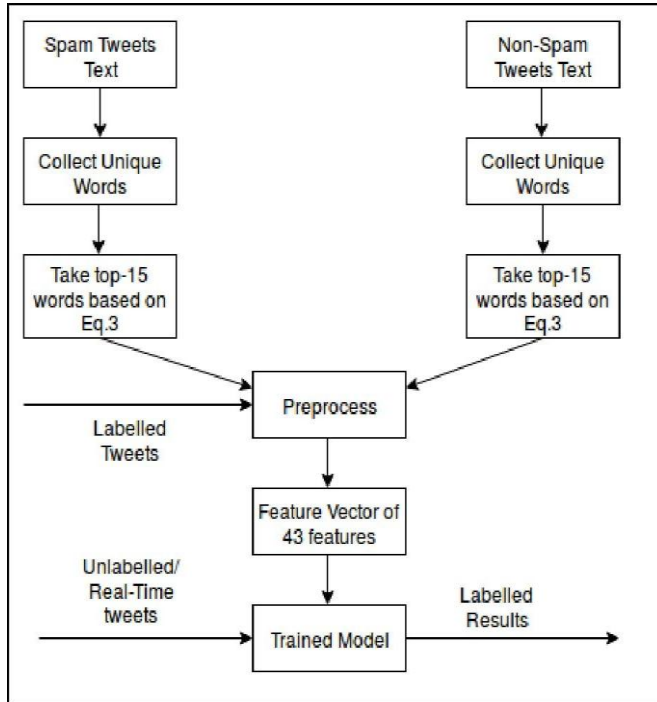 Spam Tweets
Text
Non-Spam
Tweets Text
Collect Unique
Words
Collect Unique
Words
Take top-15
words based on
Eq.3
Take top-15
words based on
Eq.3
Preprocess
Labelled
Tweets
Feature Vector of
43 features
Unlabelled/
Real-Time
tweets
Trained Model
Labelled
Results